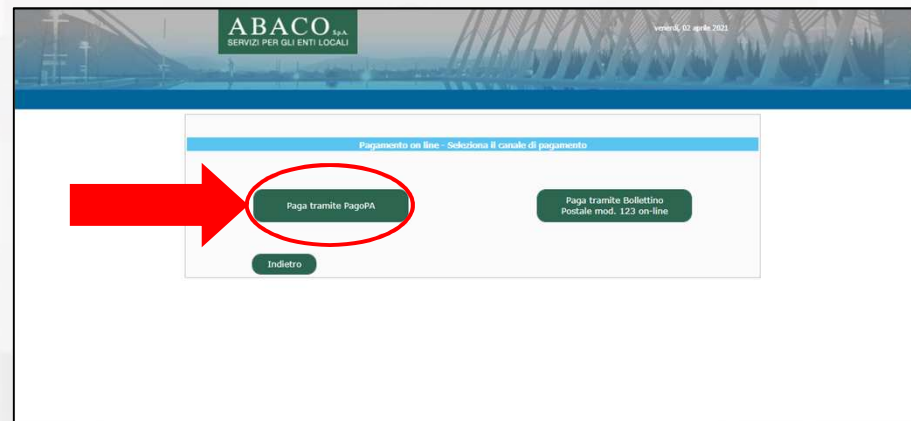 ABACO S.p.A.
SERVIZI PER GLI ENTI LOCALI
venerdì, 02 aprile 2021
Pagamento on line - Seleziona il canale di pagamento
Paga tramite PagoPA
Paga tramite Bollettino
Postale mod. 123 on-line
Indietro